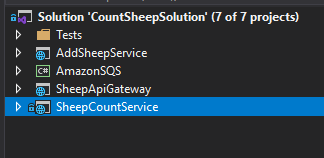 Solution 'CountSheepSolution' (7 of 7 projects)
Tests
AddSheepService
C# AmazonSQS
SheepApiGateway
SheepCountService